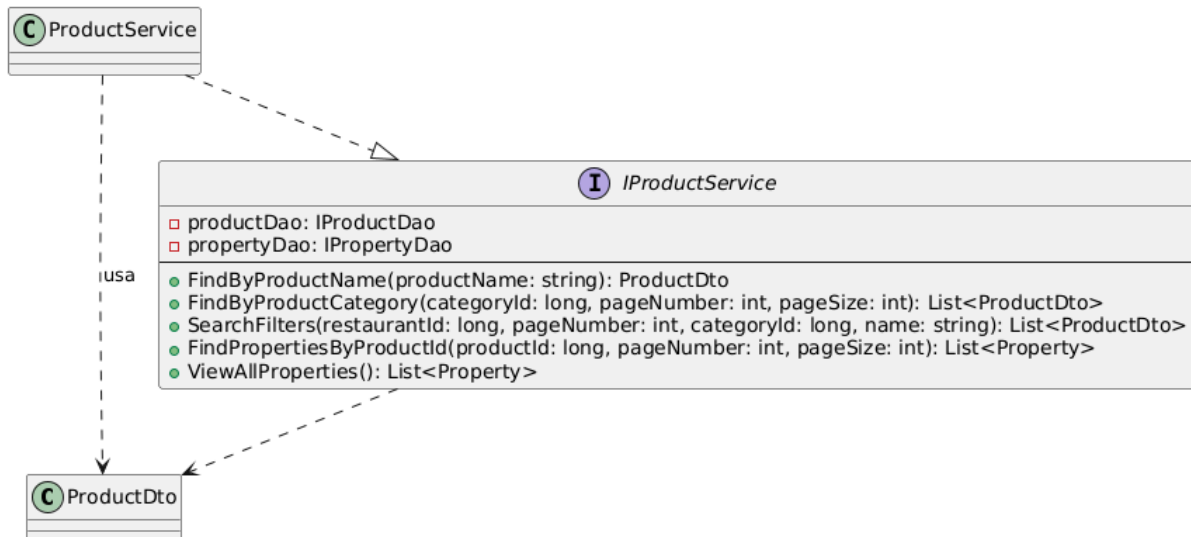 C ProductService
I IProductService
productDao: IProductDao
propertyDao: IPropertyDao
usa
FindByProductName(productName: string): ProductDto
FindByProductCategory(categoryId: long, pageNumber: int, pageSize: int): List<ProductDto>
SearchFilters(restaurantId: long, pageNumber: int, categoryId: long, name: string): List<ProductDto>
FindPropertiesByProductId(productId: long, pageNumber: int, pageSize: int): List<Property>
ViewAllProperties(): List<Property>
C ProductDto